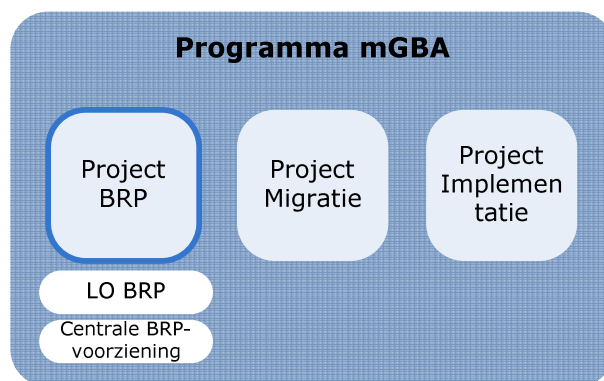 Programma mGBA
Project
BRP
Project
Migratie
Project
Implemen
tatie
LO BRP
Centrale BRP-
voorziening